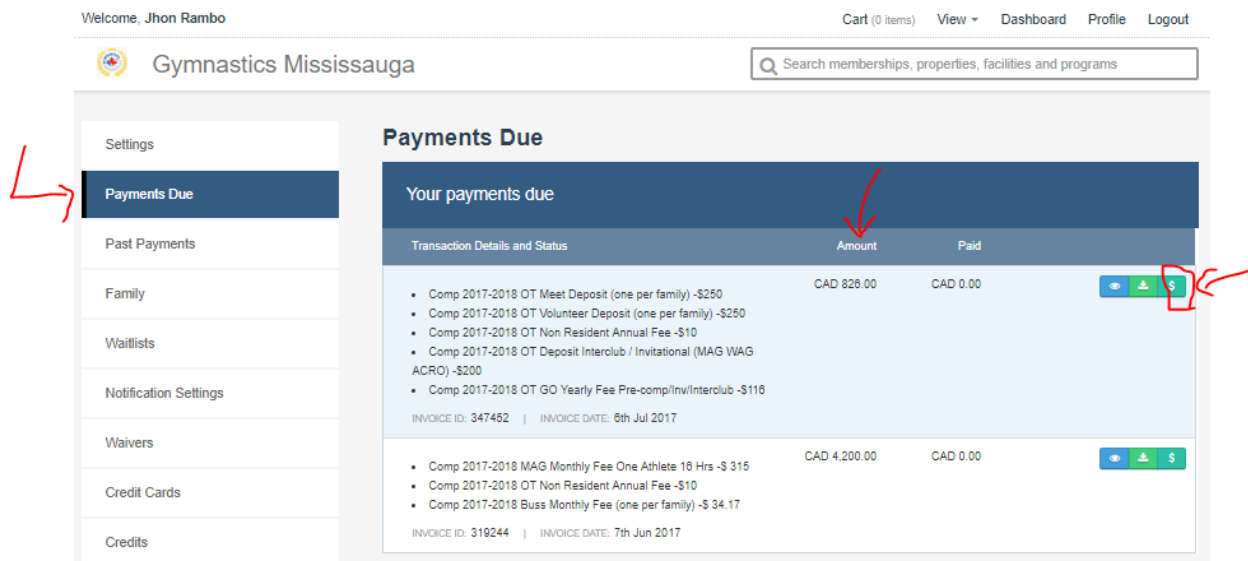 Welcome, Jhon Rambo
Cart (0 items) View Dashboard Profile Logout
Gymnastics Mississauga
Search memberships, properties, facilities and programs
Settings
Payments Due
Past Payments
Family
Waitlists
Notification Settings
Waivers
Credit Cards
Credits
Payments Due
Your payments due
Transaction Details and Status Amount Paid
• Comp 2017-2018 OT Meet Deposit (one per family) -$250 CAD 826.00 CAD 0.00 $
• Comp 2017-2018 OT Volunteer Deposit (one per family) -$250
• Comp 2017-2018 OT Non Resident Annual Fee -$10
• Comp 2017-2018 OT Deposit Interclub / Invitational (MAG WAG
ACRO) -$200
• Comp 2017-2018 OT GO Yearly Fee Pre-comp/Inv/Interclub -$116
INVOICE ID: 347452 | INVOICE DATE: 6th Jul 2017
• Comp 2017-2018 MAG Monthly Fee One Athlete 16 Hrs -$ 315 CAD 4,200.00 CAD 0.00 $
• Comp 2017-2018 OT Non Resident Annual Fee -$10
• Comp 2017-2018 Buss Monthly Fee (one per family) -$ 34.17
INVOICE ID: 319244 | INVOICE DATE: 7th Jun 2017